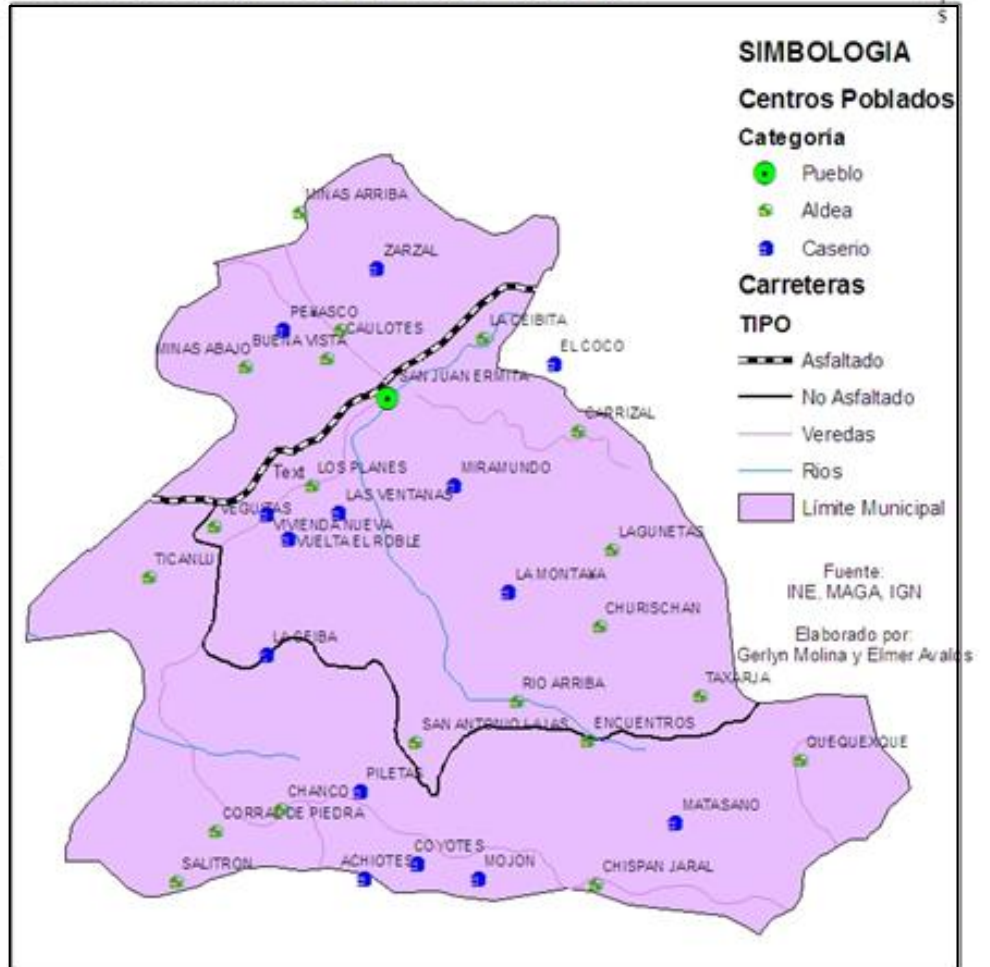 S
SIMBOLOGIA
Centros Poblados
Categoría
Pueblo
Aldea
Caserio
Carreteras
TIPO
Asfaltado
No Asfaltado
Veredas
Rios
Límite Municipal
Fuente:
INE, MAGA, IGN
Elaborado por:
Gerlyn Molina y Elmer Avalos
MINAS ARRIBA
ZARZAL
PEXASCO
CAULOTES
LA CEIBITA
BUENA VISTA
MINAS ABAJO
EL COCO
SAN JUAN ERMITA
CARRIZAL
Text
LOS PLANES
MIRAMUNDO
LAS VENTANAS
VEGUITAS
VIVIENDA NUEVA
VUELTA EL ROBLE
LAGUNETAS
TICANLU
LA MONTAXA
CHURISCHAN
LA CEIBA
RIO ARRIBA
TAXARJA
SAN ANTONIO LAJAS
ENCUENTROS
QUEQUEXQUE
PILETAS
CHANCO
MATASANO
CORRAL DE PIEDRA
COYOTES
SALITRON
ACHIOTES
MOJON
CHISPAN JARAL